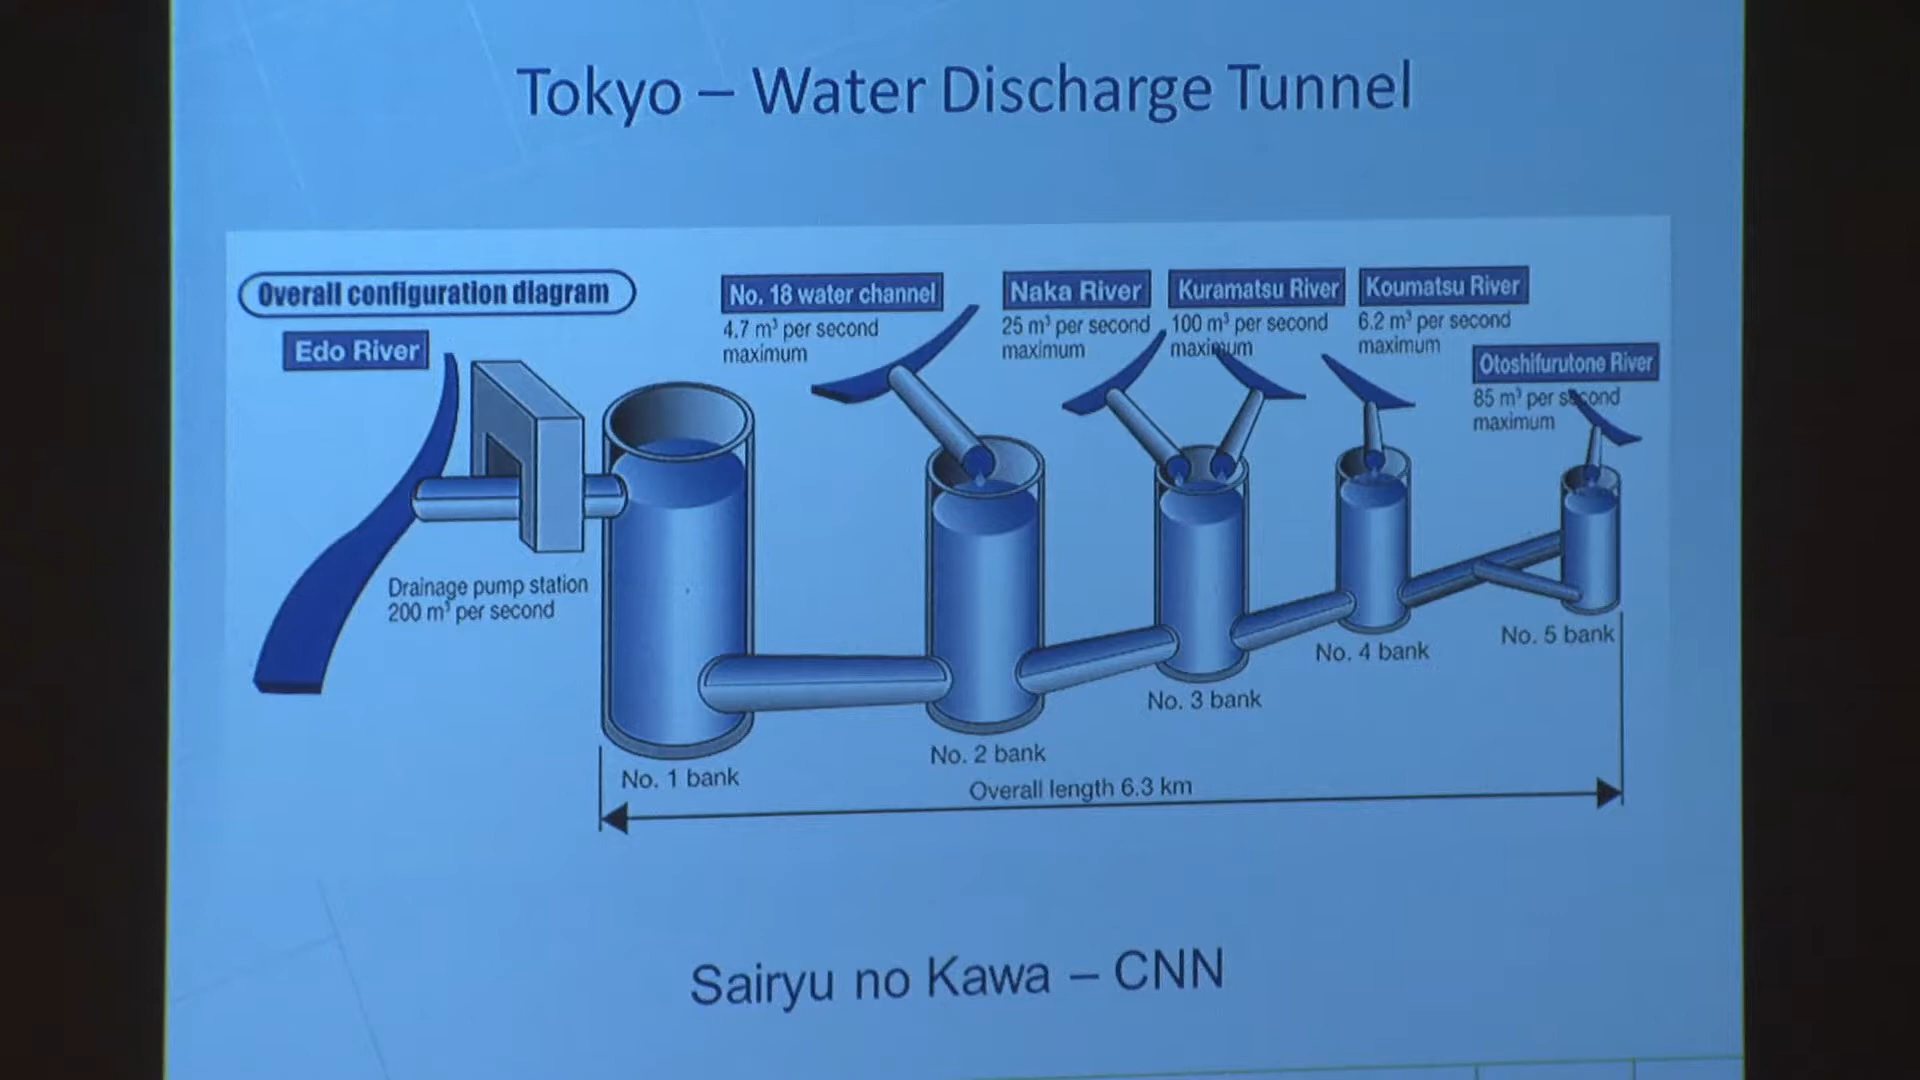 Tokyo – Water Discharge Tunnel
Overall configuration diagram
Edo River
No. 18 water channel
4.7 m³ per second
maximum
Naka River
25 m³ per second
maximum
Kuramatsu River
100 m³ per second
maximum
Koumatsu River
6.2 m³ per second
maximum
Otoshifurutone River
85 m³ per second
maximum
Drainage pump station
200 m³ per second
No. 1 bank
No. 2 bank
No. 3 bank
No. 4 bank
No. 5 bank
Overall length 6.3 km
Sairyu no Kawa – CNN